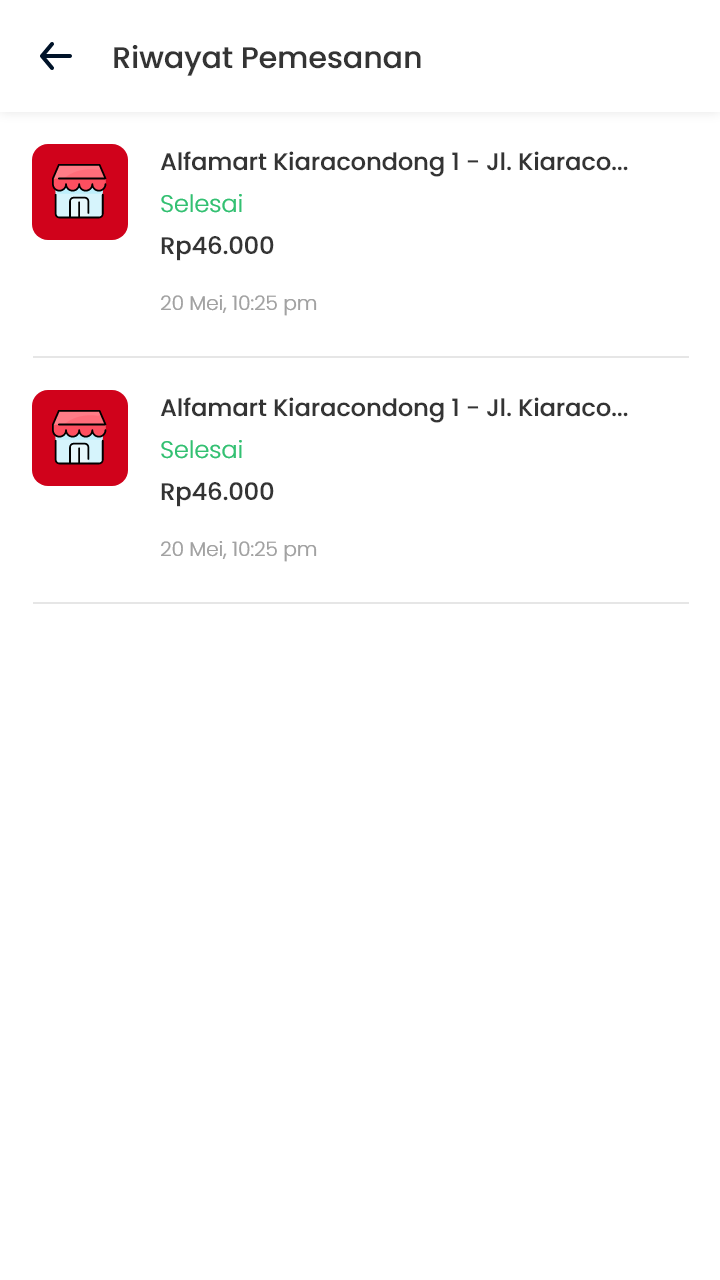 Riwayat Pemesanan
Alfamart Kiaracondong 1 - Jl. Kiaraco...
Selesai
Rp46.000
20 Mei, 10:25 pm
Alfamart Kiaracondong 1 - Jl. Kiaraco...
Selesai
Rp46.000
20 Mei, 10:25 pm